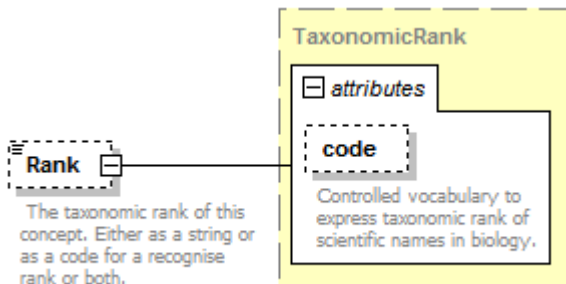 TaxonomicRank
attributes
code
Controlled vocabulary to
express taxonomic rank of
scientific names in biology.
Rank
The taxonomic rank of this
concept. Either as a string or
as a code for a recognise
rank or both.